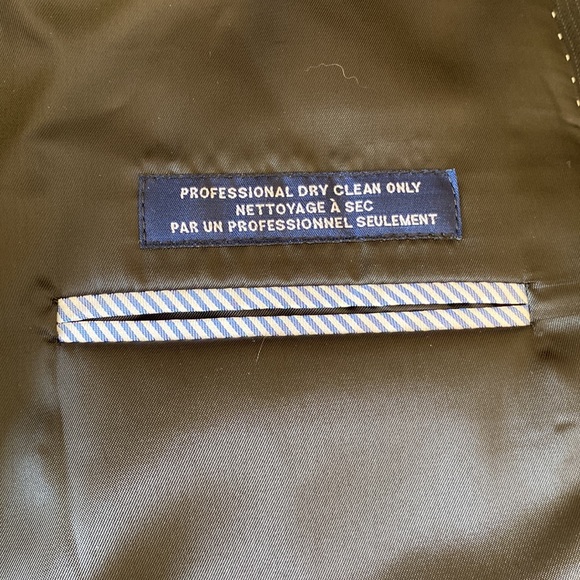 PROFESSIONAL DRY CLEAN ONLY
NETTOYAGE À SEC
PAR UN PROFESSIONNEL SEULEMENT